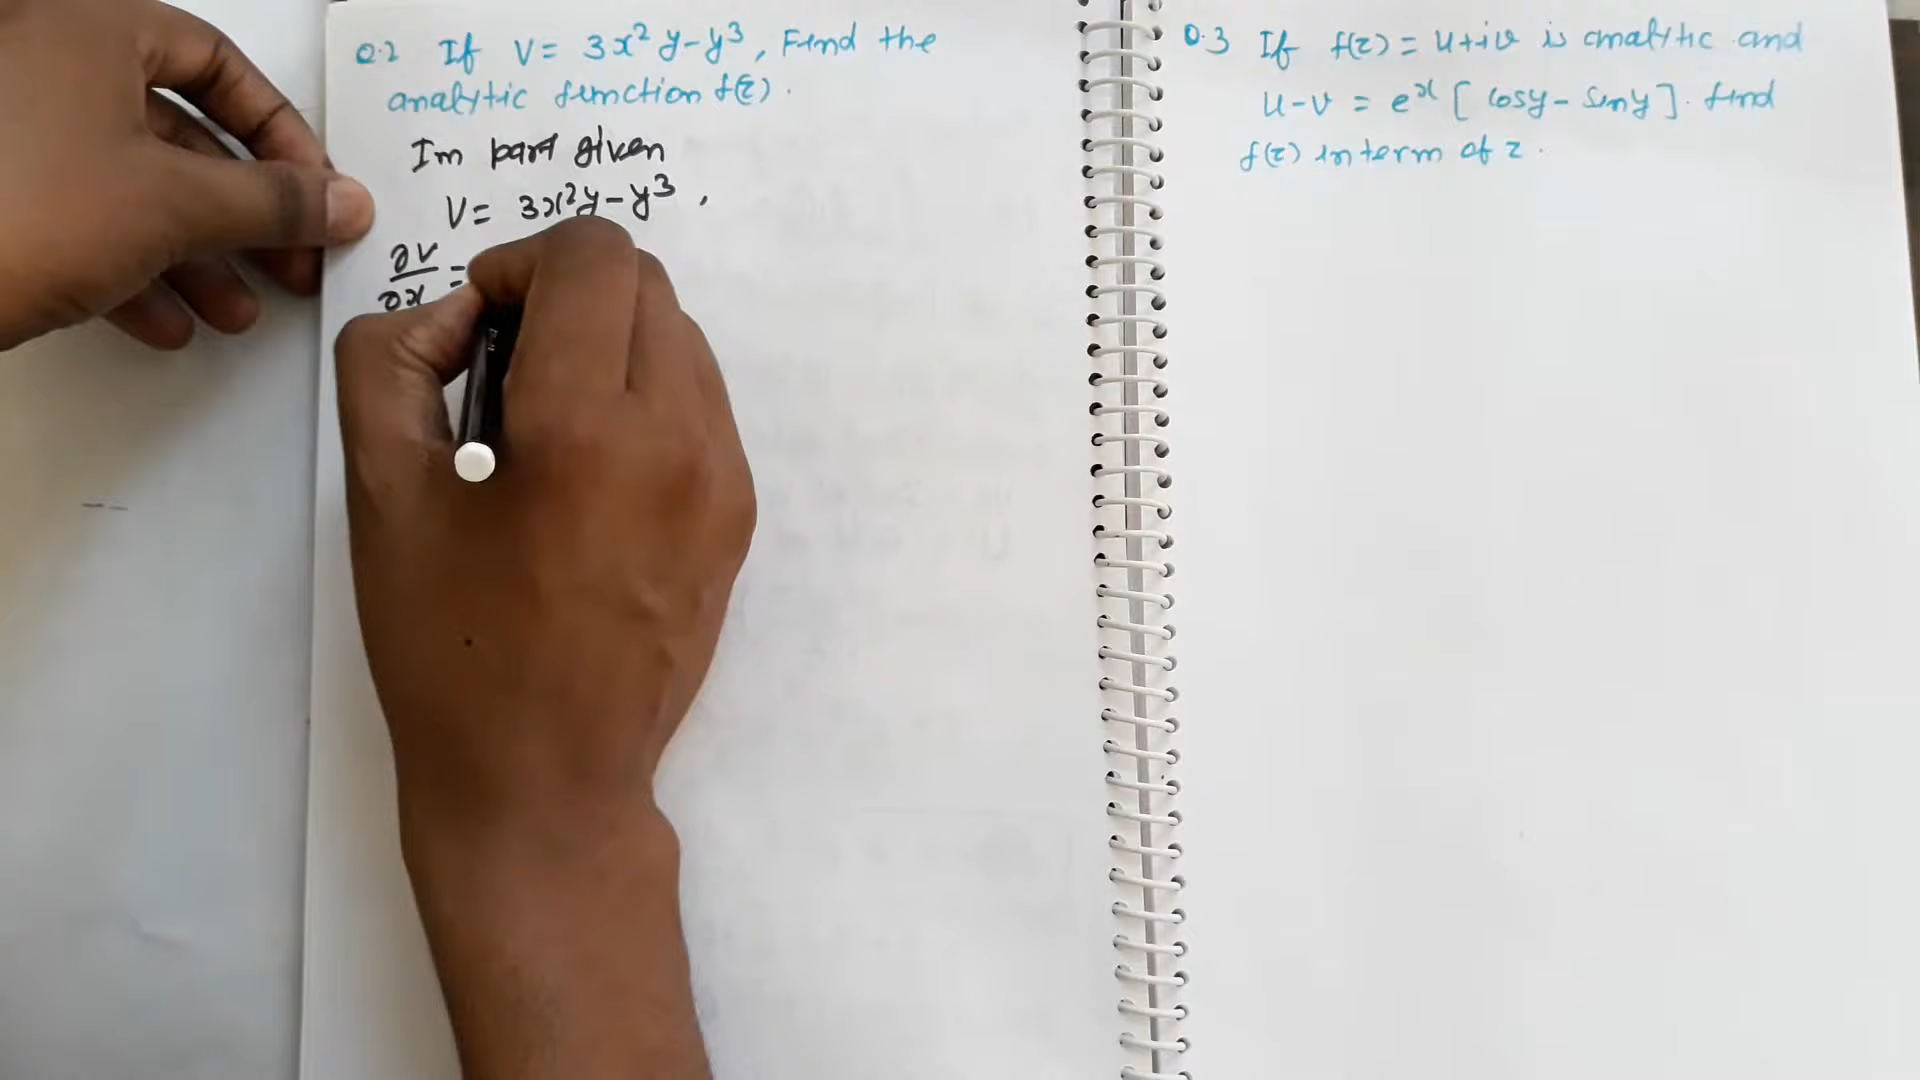 Q.2 If V = 3x² y - y³, Find the
analytic function f(z).
Im part given
V = 3x²y - y³,
∂V/∂x =
Q.3 If f(z) = u+iv is analytic and
u - v = eˣ [ cosy - siny ]. find
f(z) in term of z.